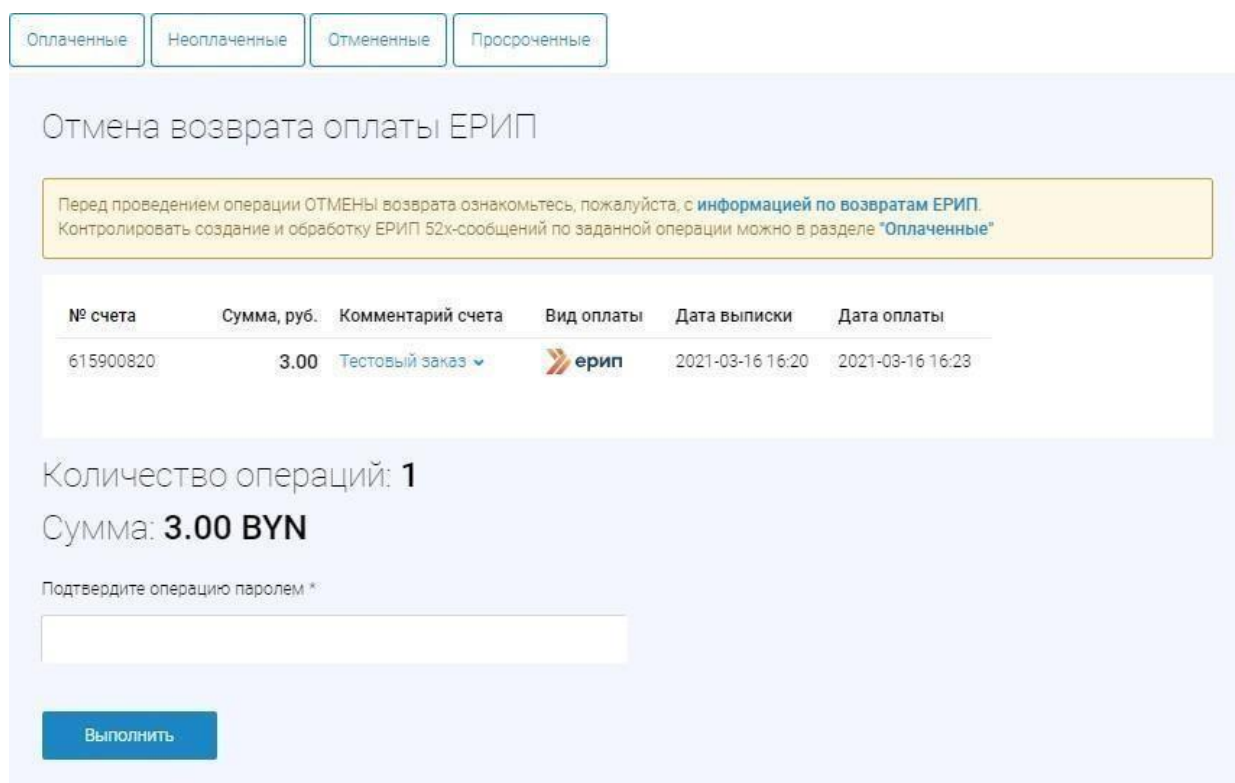 Оплаченные Неоплаченные Отмененные Просроченные
Отмена возврата оплаты ЕРИП
Перед проведением операции ОТМЕНЫ возврата ознакомьтесь, пожалуйста, с информацией по возвратам ЕРИП.
Контролировать создание и обработку ЕРИП 52х-сообщений по заданной операции можно в разделе "Оплаченные"
№ счета Сумма, руб. Комментарий счета Вид оплаты Дата выписки Дата оплаты
615900820 3.00 Тестовый заказ ерип 2021-03-16 16:20 2021-03-16 16:23
Количество операций: 1
Сумма: 3.00 BYN
Подтвердите операцию паролем *
Выполнить